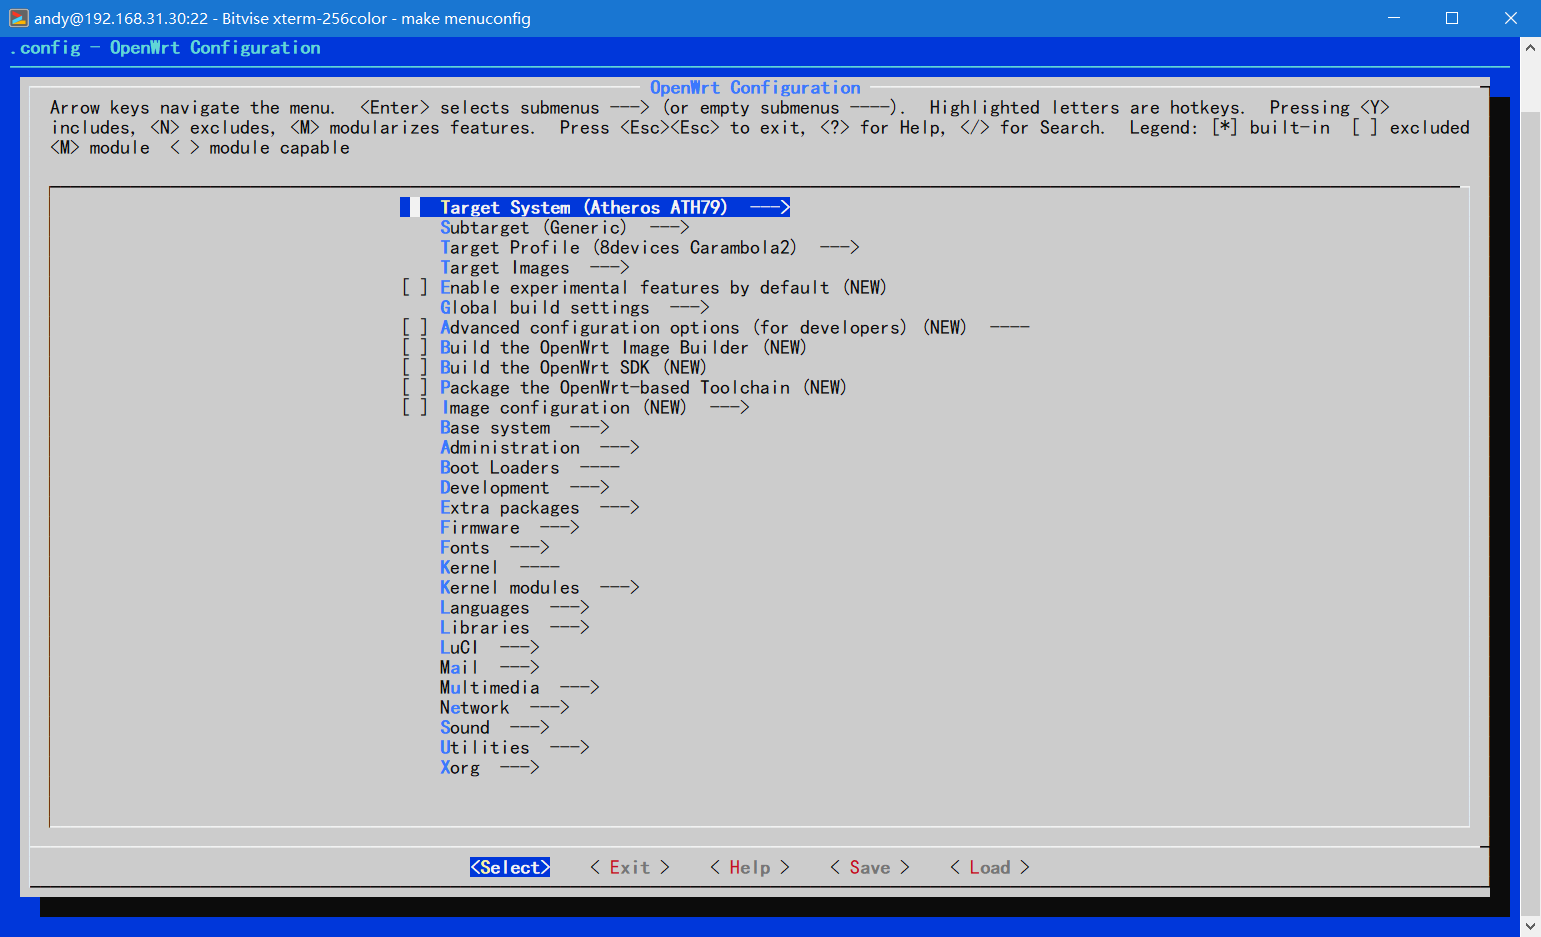 andy@192.168.31.30:22 - Bitvise xterm-256color - make menuconfig
.config - OpenWrt Configuration
OpenWrt Configuration
Arrow keys navigate the menu.  <Enter> selects submenus ---> (or empty submenus ----).  Highlighted letters are hotkeys.  Pressing <Y>
includes, <N> excludes, <M> modularizes features.  Press <Esc><Esc> to exit, <?> for Help, </> for Search.  Legend: [*] built-in  [ ] excluded
<M> module  < > module capable
Target System (Atheros ATH79)  --->
Subtarget (Generic)  --->
Target Profile (8devices Carambola2)  --->
Target Images  --->
[ ] Enable experimental features by default (NEW)
Global build settings  --->
[ ] Advanced configuration options (for developers) (NEW)  ----
[ ] Build the OpenWrt Image Builder (NEW)
[ ] Build the OpenWrt SDK (NEW)
[ ] Package the OpenWrt-based Toolchain (NEW)
[ ] Image configuration (NEW)  --->
Base system  --->
Administration  --->
Boot Loaders  ----
Development  --->
Extra packages  --->
Firmware  --->
Fonts  --->
Kernel  ----
Kernel modules  --->
Languages  --->
Libraries  --->
LuCI  --->
Mail  --->
Multimedia  --->
Network  --->
Sound  --->
Utilities  --->
Xorg  --->
<Select>    < Exit >    < Help >    < Save >    < Load >